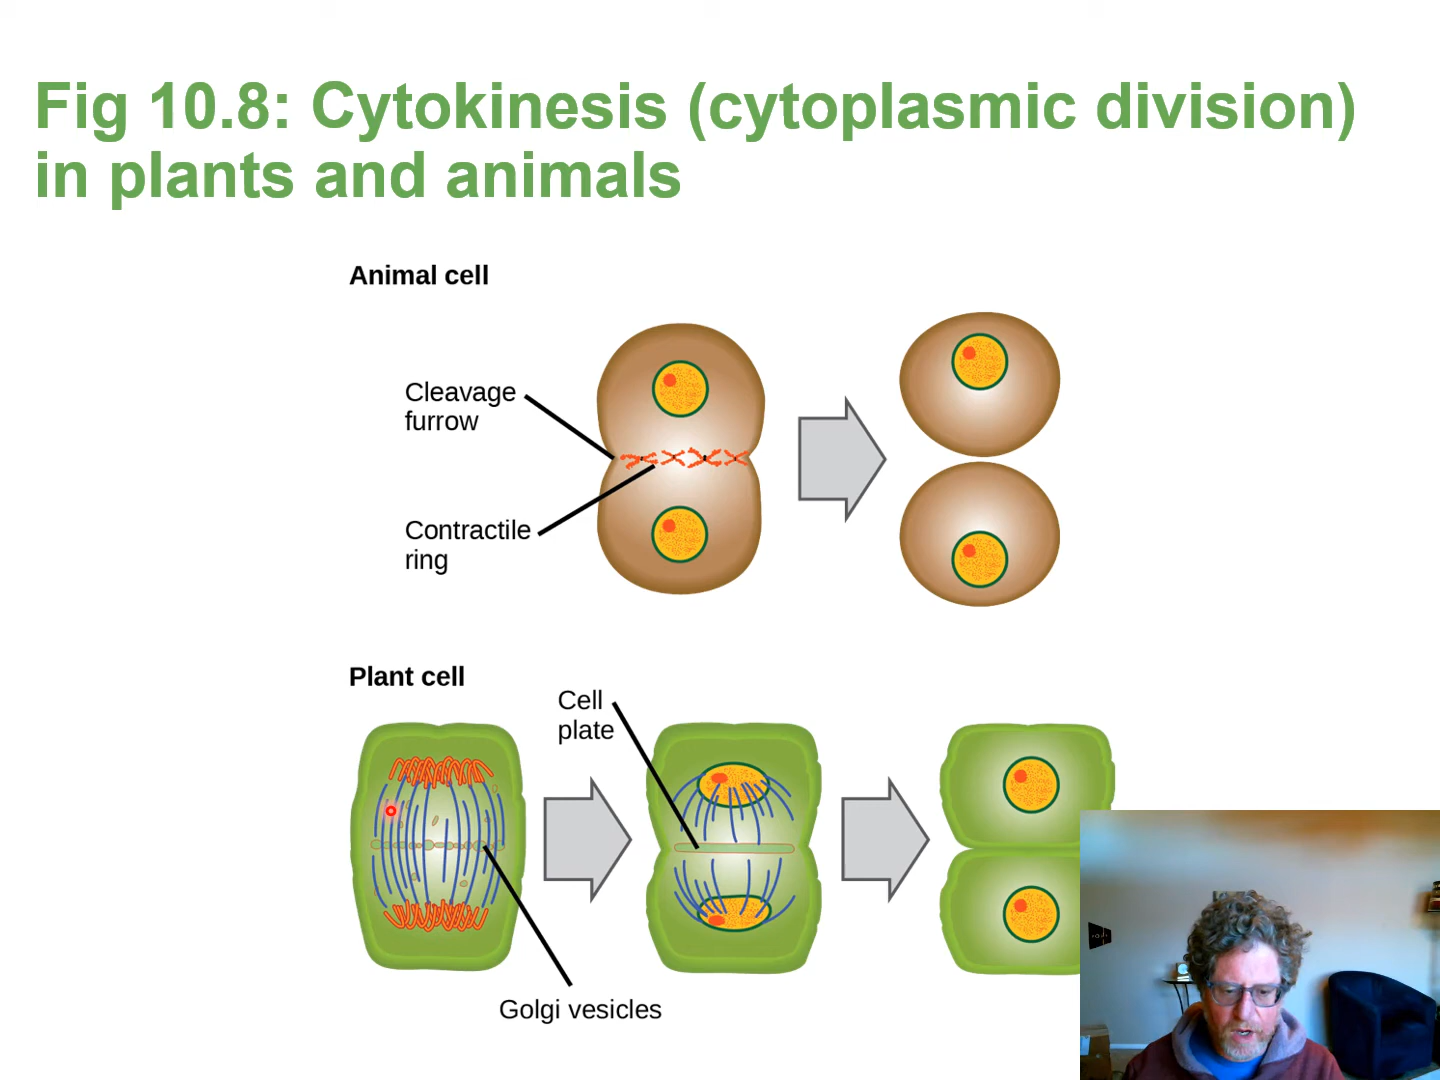 Fig 10.8: Cytokinesis (cytoplasmic division)
in plants and animals
Animal cell
Cleavage
furrow
Contractile
ring
Plant cell
Cell
plate
Golgi vesicles